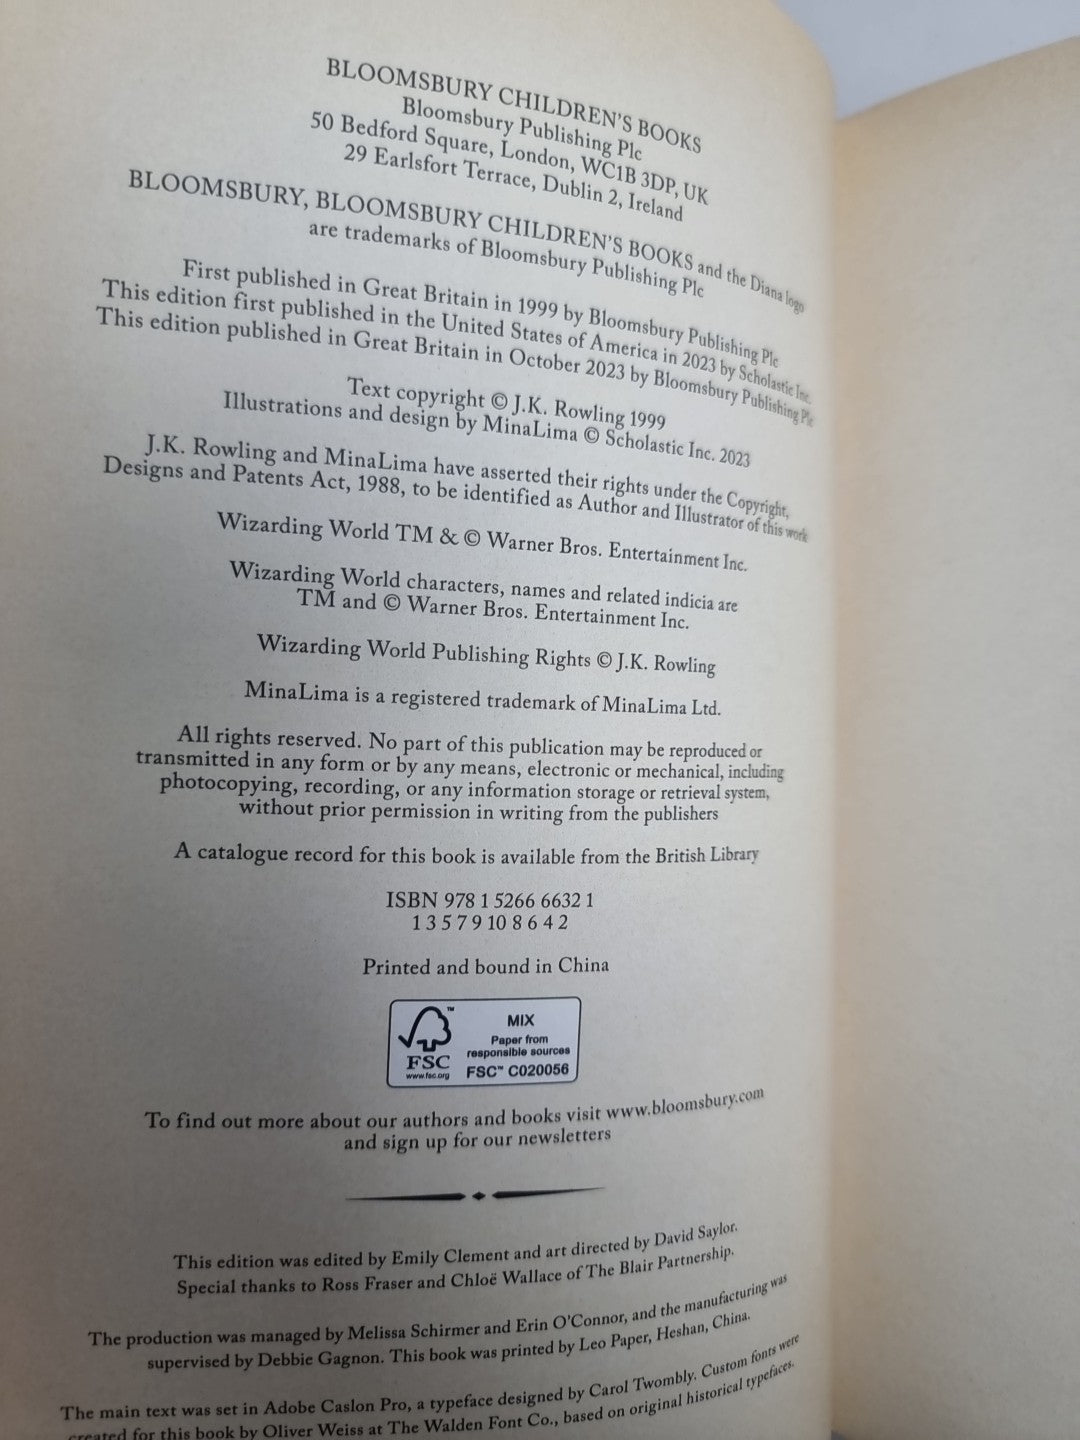 BLOOMSBURY CHILDREN'S BOOKS
Bloomsbury Publishing Plc
50 Bedford Square, London, WC1B 3DP, UK
29 Earlsfort Terrace, Dublin 2, Ireland
BLOOMSBURY, BLOOMSBURY CHILDREN'S BOOKS and the Diana logo
are trademarks of Bloomsbury Publishing Plc
First published in Great Britain in 1999 by Bloomsbury Publishing Plc
This edition first published in the United States of America in 2023 by Scholastic Inc.
This edition published in Great Britain in October 2023 by Bloomsbury Publishing Plc
Text copyright © J.K. Rowling 1999
Illustrations and design by MinaLima © Scholastic Inc. 2023
J.K. Rowling and MinaLima have asserted their rights under the Copyright,
Designs and Patents Act, 1988, to be identified as Author and Illustrator of this work
Wizarding World TM & © Warner Bros. Entertainment Inc.
Wizarding World characters, names and related indicia are
TM and © Warner Bros. Entertainment Inc.
Wizarding World Publishing Rights © J.K. Rowling
MinaLima is a registered trademark of MinaLima Ltd.
All rights reserved. No part of this publication may be reproduced or
transmitted in any form or by any means, electronic or mechanical, including
photocopying, recording, or any information storage or retrieval system,
without prior permission in writing from the publishers
A catalogue record for this book is available from the British Library
ISBN 978 1 5266 6632 1
1 3 5 7 9 10 8 6 4 2
Printed and bound in China
FSC
www.fsc.org
MIX
Paper from
responsible sources
FSC™ C020056
To find out more about our authors and books visit www.bloomsbury.com
and sign up for our newsletters
This edition was edited by Emily Clement and art directed by David Saylor.
Special thanks to Ross Fraser and Chloë Wallace of The Blair Partnership.
The production was managed by Melissa Schirmer and Erin O'Connor, and the manufacturing was
supervised by Debbie Gagnon. This book was printed by Leo Paper, Heshan, China.
The main text was set in Adobe Caslon Pro, a typeface designed by Carol Twombly. Custom fonts were
created for this book by Oliver Weiss at The Walden Font Co., based on original historical typefaces.